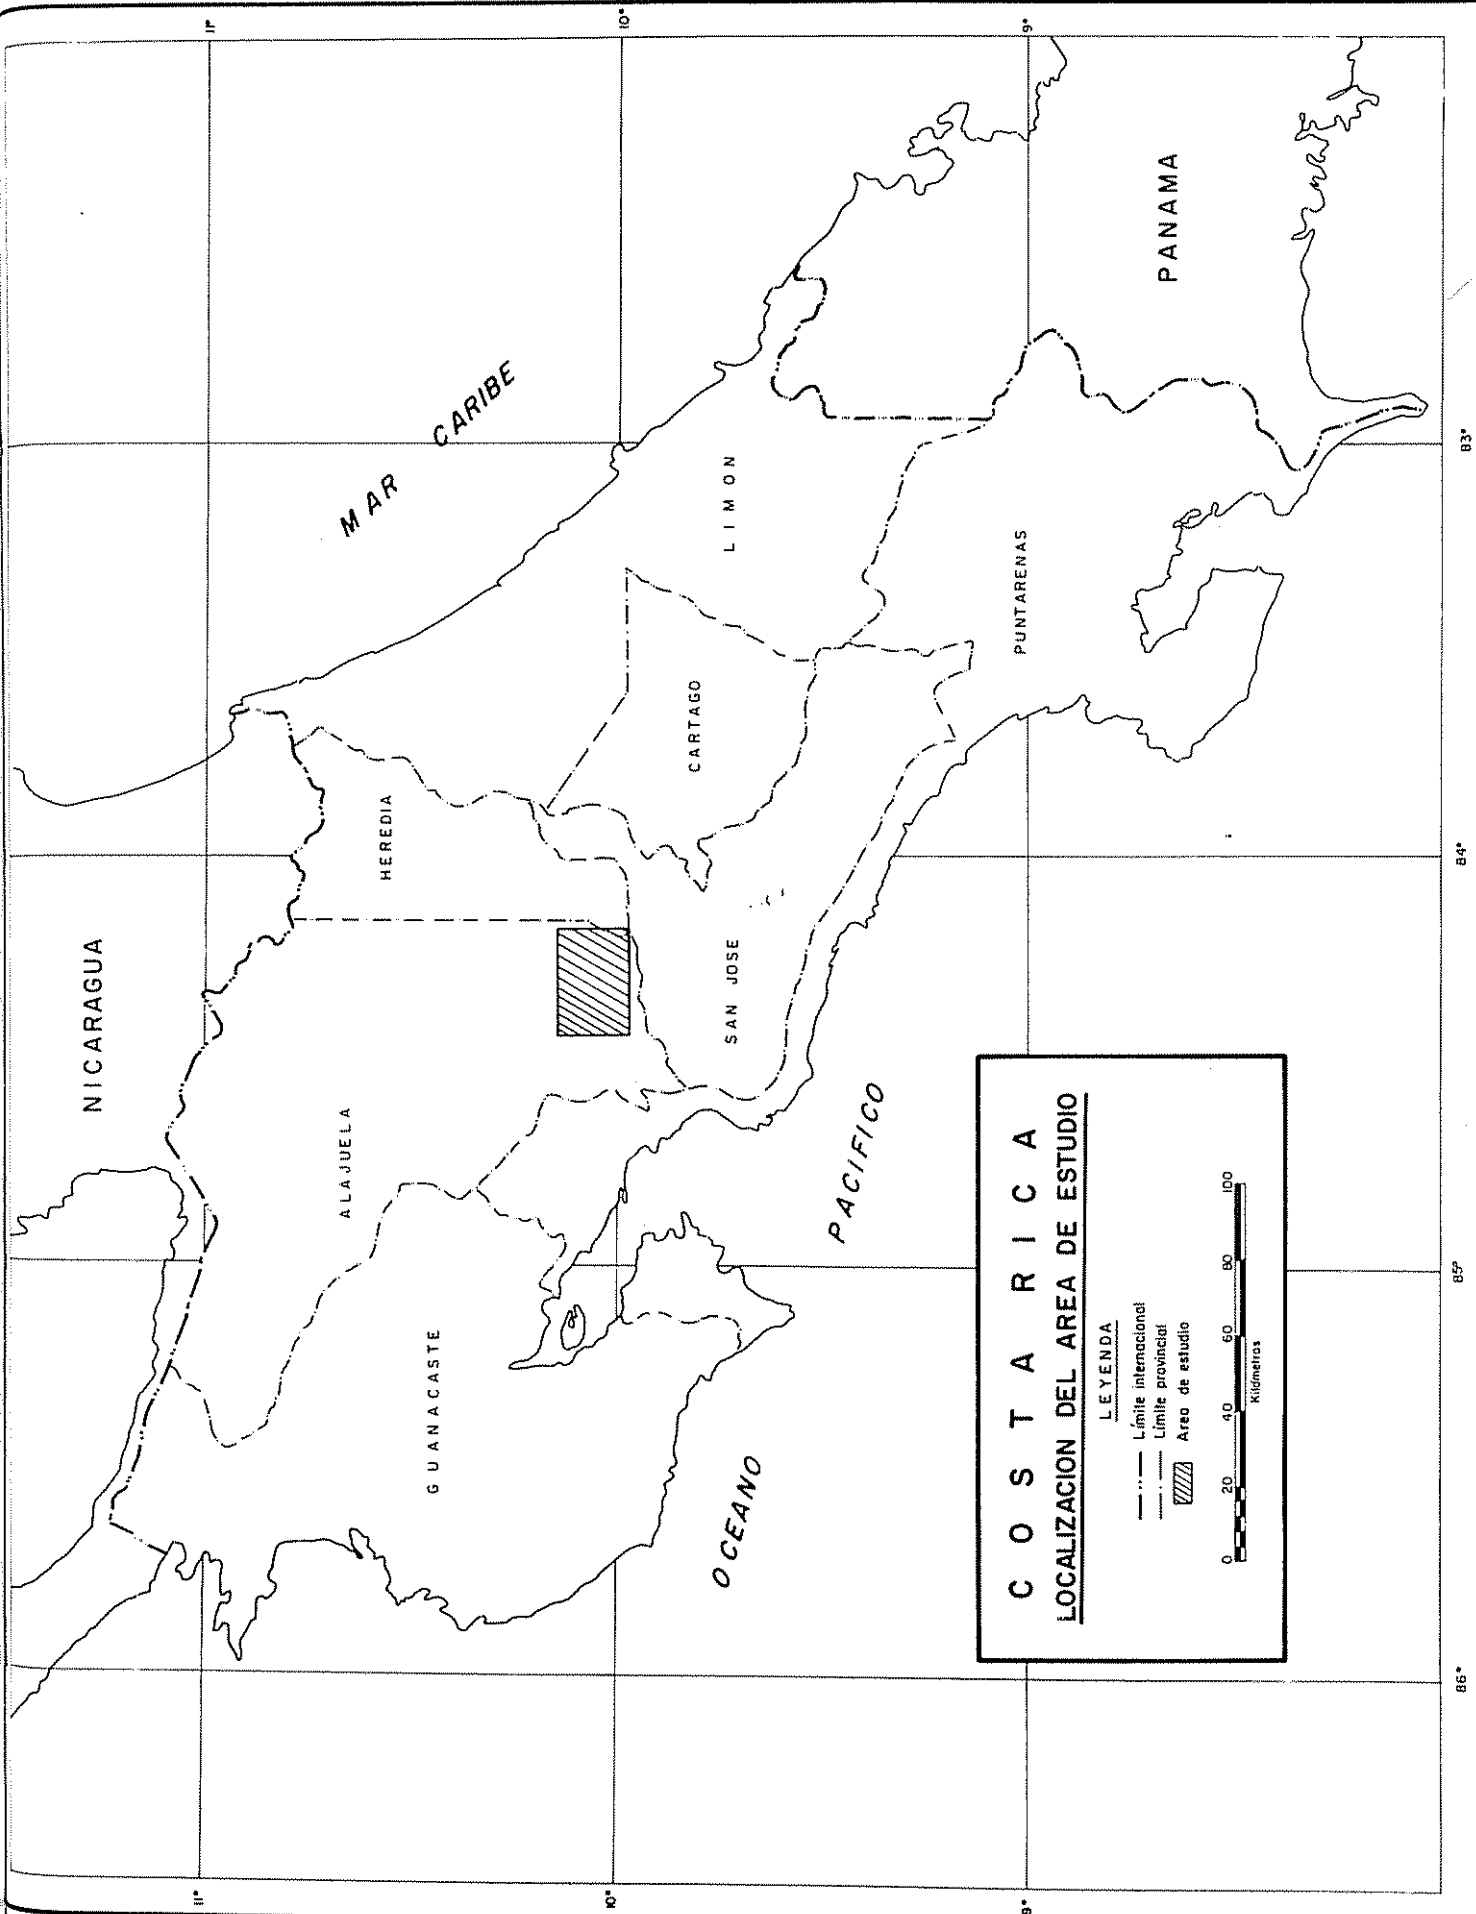 11°
10°
9°
NICARAGUA
MAR CARIBE
HEREDIA
ALAJUELA
LIMON
GUANACASTE
CARTAGO
SAN JOSE
PUNTARENAS
PANAMA
OCEANO PACIFICO
COSTA RICA
LOCALIZACION DEL AREA DE ESTUDIO
LEYENDA
Límite internacional
Límite provincial
Area de estudio
0 20 40 60 80 100
Kilómetros
11°
10°
9°
86° 85° 84° 83°